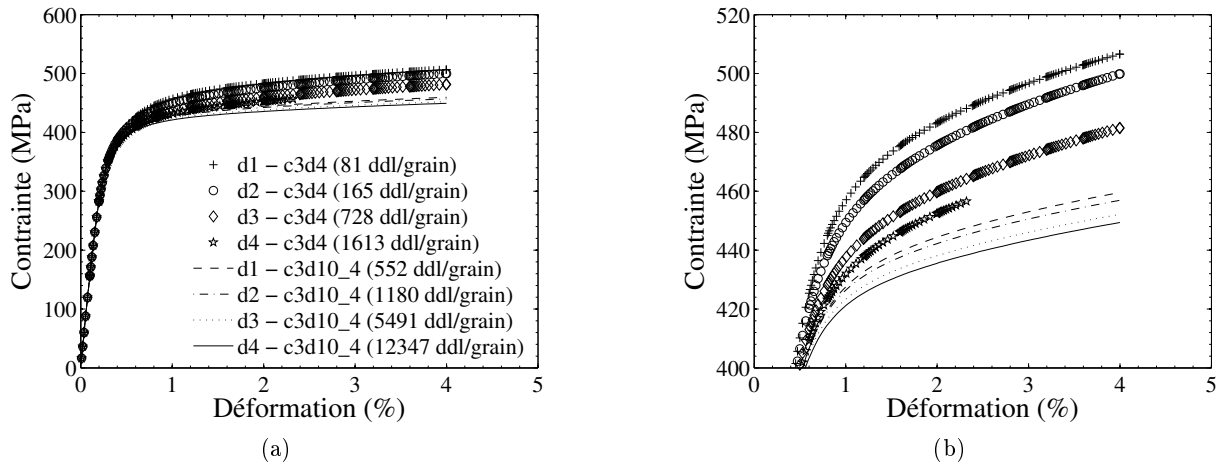 600
500
400
300
200
100
0
Contrainte (MPa)
0 1 2 3 4 5
Déformation (%)
d1 − c3d4 (81 ddl/grain)
d2 − c3d4 (165 ddl/grain)
d3 − c3d4 (728 ddl/grain)
d4 − c3d4 (1613 ddl/grain)
d1 − c3d10_4 (552 ddl/grain)
d2 − c3d10_4 (1180 ddl/grain)
d3 − c3d10_4 (5491 ddl/grain)
d4 − c3d10_4 (12347 ddl/grain)
(a)
520
500
480
460
440
420
400
Contrainte (MPa)
0 1 2 3 4 5
Déformation (%)
(b)